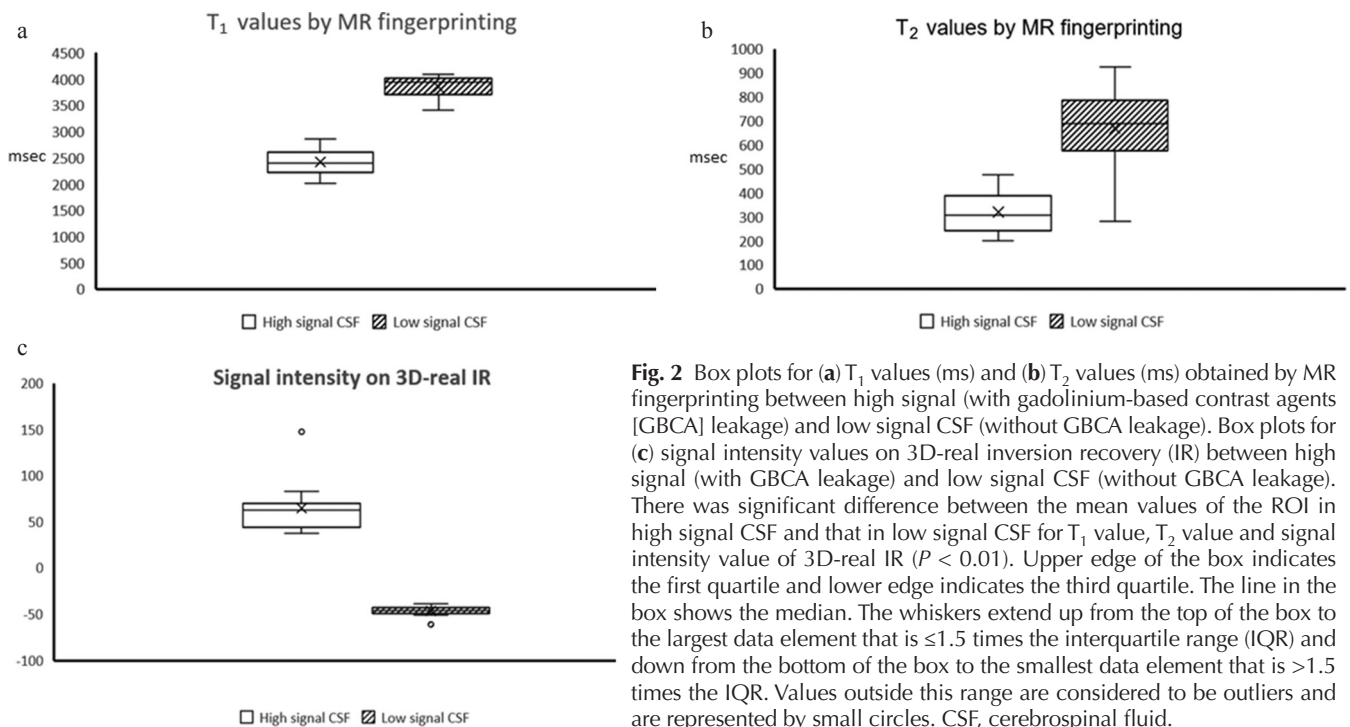 a
T1 values by MR fingerprinting
4500
4000
3500
3000
2500
2000
1500
1000
500
0
msec
High signal CSF Low signal CSF
b
T2 values by MR fingerprinting
1000
900
800
700
600
500
400
300
200
100
0
msec
High signal CSF Low signal CSF
c
Signal intensity on 3D-real IR
200
150
100
50
0
-50
-100
High signal CSF Low signal CSF
Fig. 2 Box plots for (a) T1 values (ms) and (b) T2 values (ms) obtained by MR
fingerprinting between high signal (with gadolinium-based contrast agents
[GBCA] leakage) and low signal CSF (without GBCA leakage). Box plots for
(c) signal intensity values on 3D-real inversion recovery (IR) between high
signal (with GBCA leakage) and low signal CSF (without GBCA leakage).
There was significant difference between the mean values of the ROI in
high signal CSF and that in low signal CSF for T1 value, T2 value and signal
intensity value of 3D-real IR (P < 0.01). Upper edge of the box indicates
the first quartile and lower edge indicates the third quartile. The line in the
box shows the median. The whiskers extend up from the top of the box to
the largest data element that is ≤1.5 times the interquartile range (IQR) and
down from the bottom of the box to the smallest data element that is >1.5
times the IQR. Values outside this range are considered to be outliers and
are represented by small circles. CSF, cerebrospinal fluid.